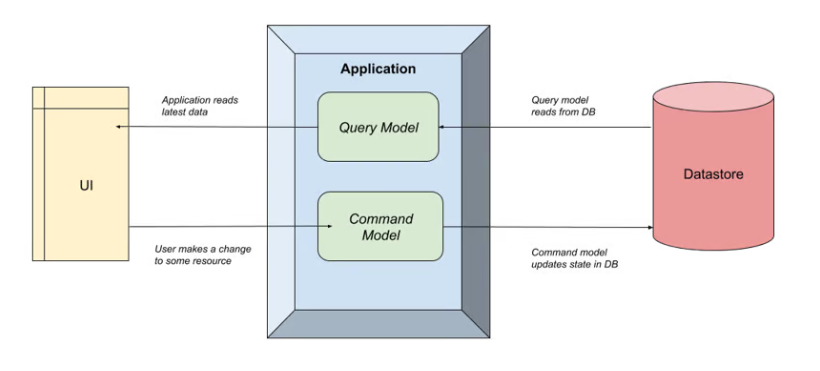 Application
Application reads
latest data
Query Model
Query model
reads from DB
UI
Datastore
Command
Model
User makes a change
to some resource
Command model
updates state in DB